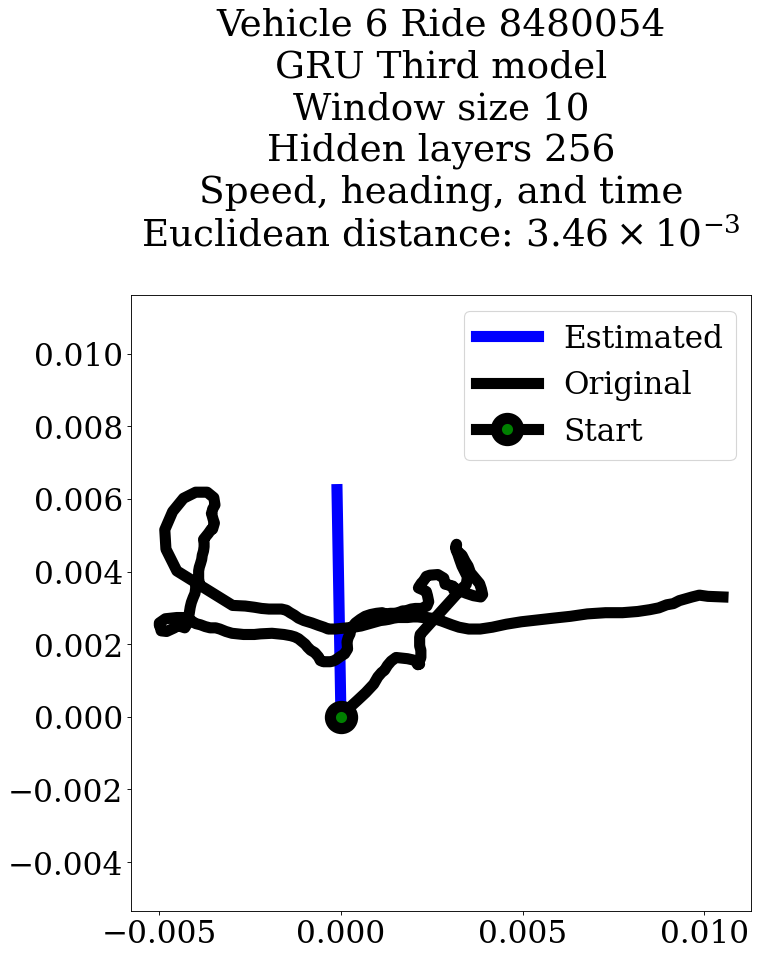 Vehicle 6 Ride 8480054
GRU Third model
Window size 10
Hidden layers 256
Speed, heading, and time
Euclidean distance: 3.46 × 10⁻³
Estimated
Original
Start
0.010
0.008
0.006
0.004
0.002
0.000
−0.002
−0.004
−0.005 0.000 0.005 0.010